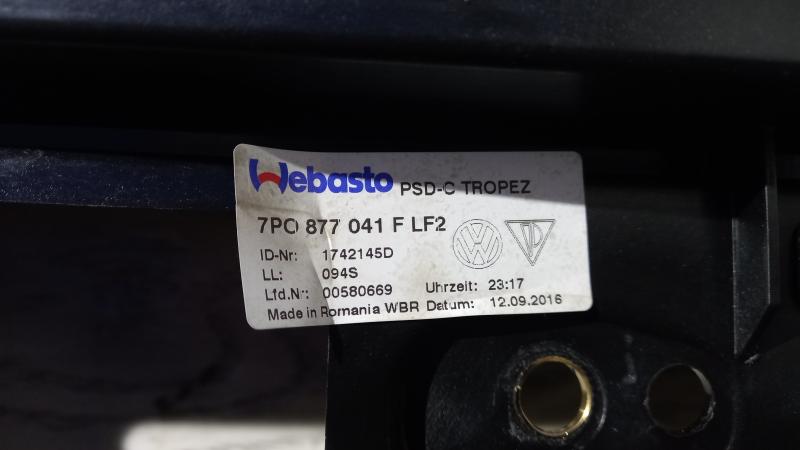 Webasto PSD-C TROPEZ
7P0 877 041 F LF2
ID-Nr: 1742145D
LL: 094S
Lfd.Nr: 00580669 Uhrzeit: 23:17
Made in Romania WBR Datum: 12.09.2016